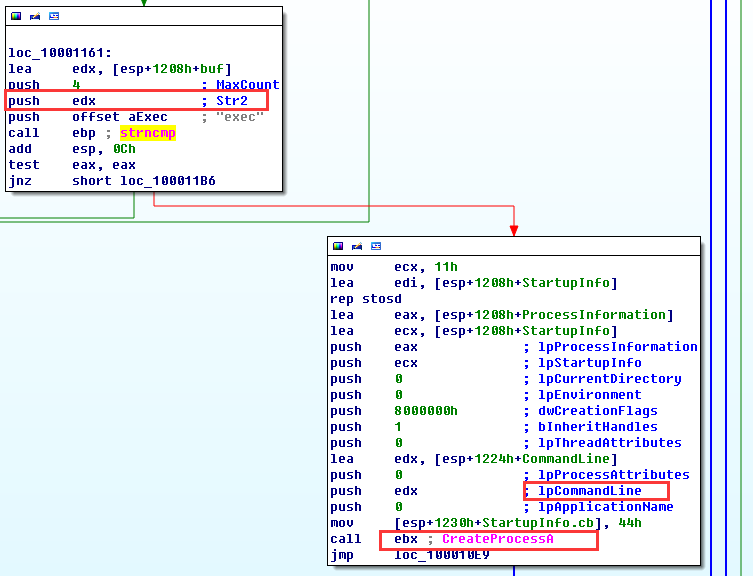 loc_10001161:
lea edx, [esp+1208h+buf]
push 4 ; MaxCount
push edx ; Str2
push offset aExec ; "exec"
call ebp ; strncmp
add esp, 0Ch
test eax, eax
jnz short loc_100011B6
mov ecx, 11h
lea edi, [esp+1208h+StartupInfo]
rep stosd
lea eax, [esp+1208h+ProcessInformation]
lea ecx, [esp+1208h+StartupInfo]
push eax ; lpProcessInformation
push ecx ; lpStartupInfo
push 0 ; lpCurrentDirectory
push 0 ; lpEnvironment
push 8000000h ; dwCreationFlags
push 1 ; bInheritHandles
push 0 ; lpThreadAttributes
lea edx, [esp+1224h+CommandLine]
push 0 ; lpProcessAttributes
push edx ; lpCommandLine
push 0 ; lpApplicationName
mov [esp+1230h+StartupInfo.cb], 44h
call ebx ; CreateProcessA
jmp loc_100010E9